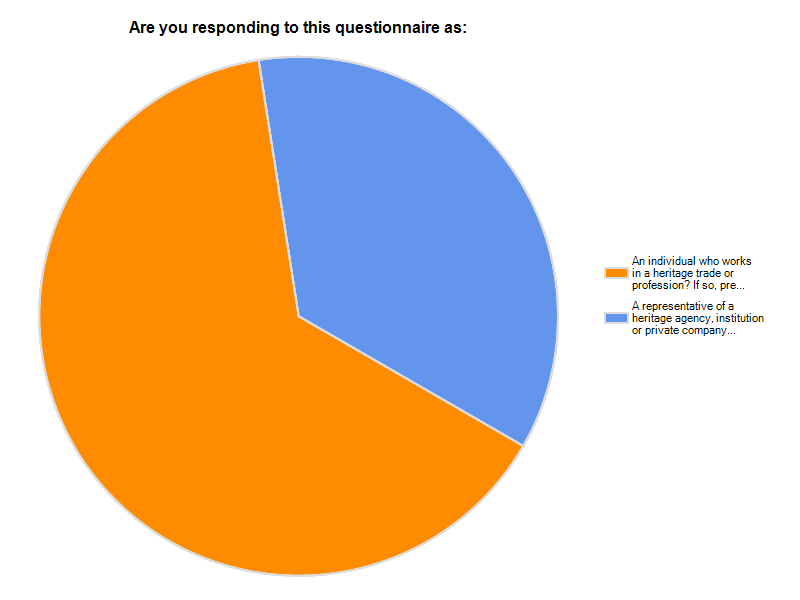 Are you responding to this questionnaire as:
An individual who works
in a heritage trade or
profession? If so, pre...
A representative of a
heritage agency, institution
or private company...